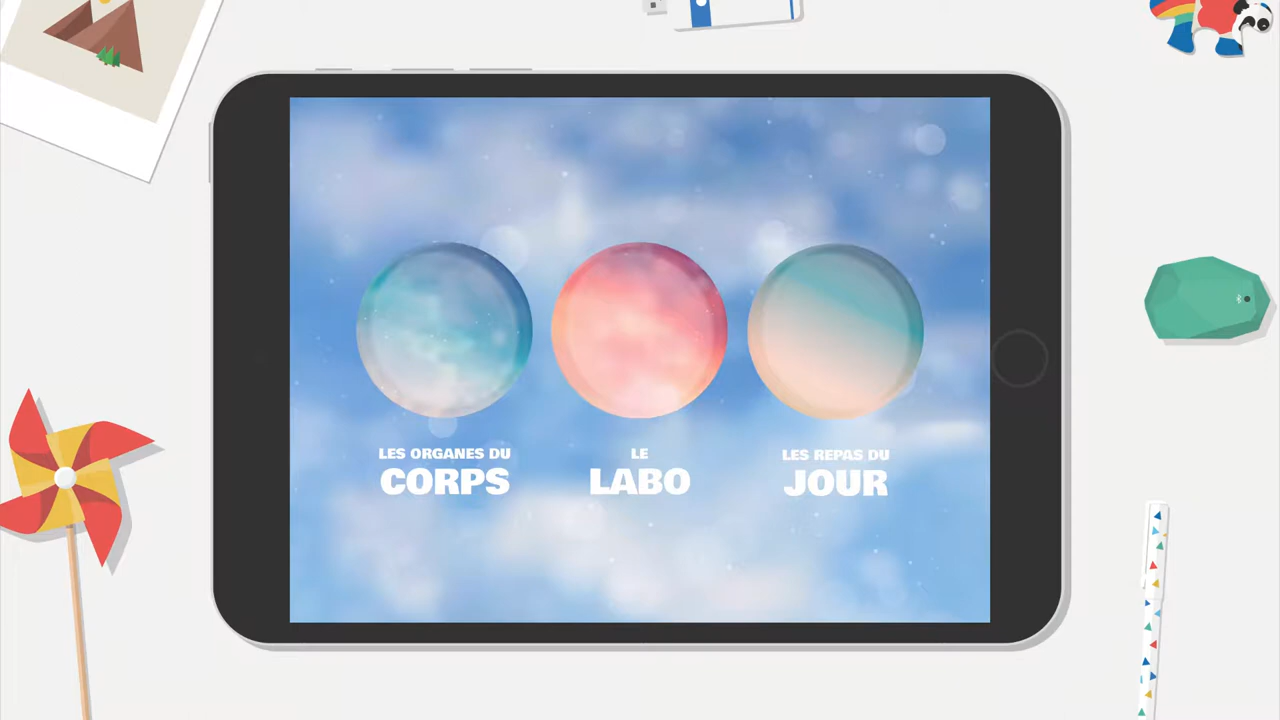 LES ORGANES DU
CORPS
LE
LABO
LES REPAS DU
JOUR